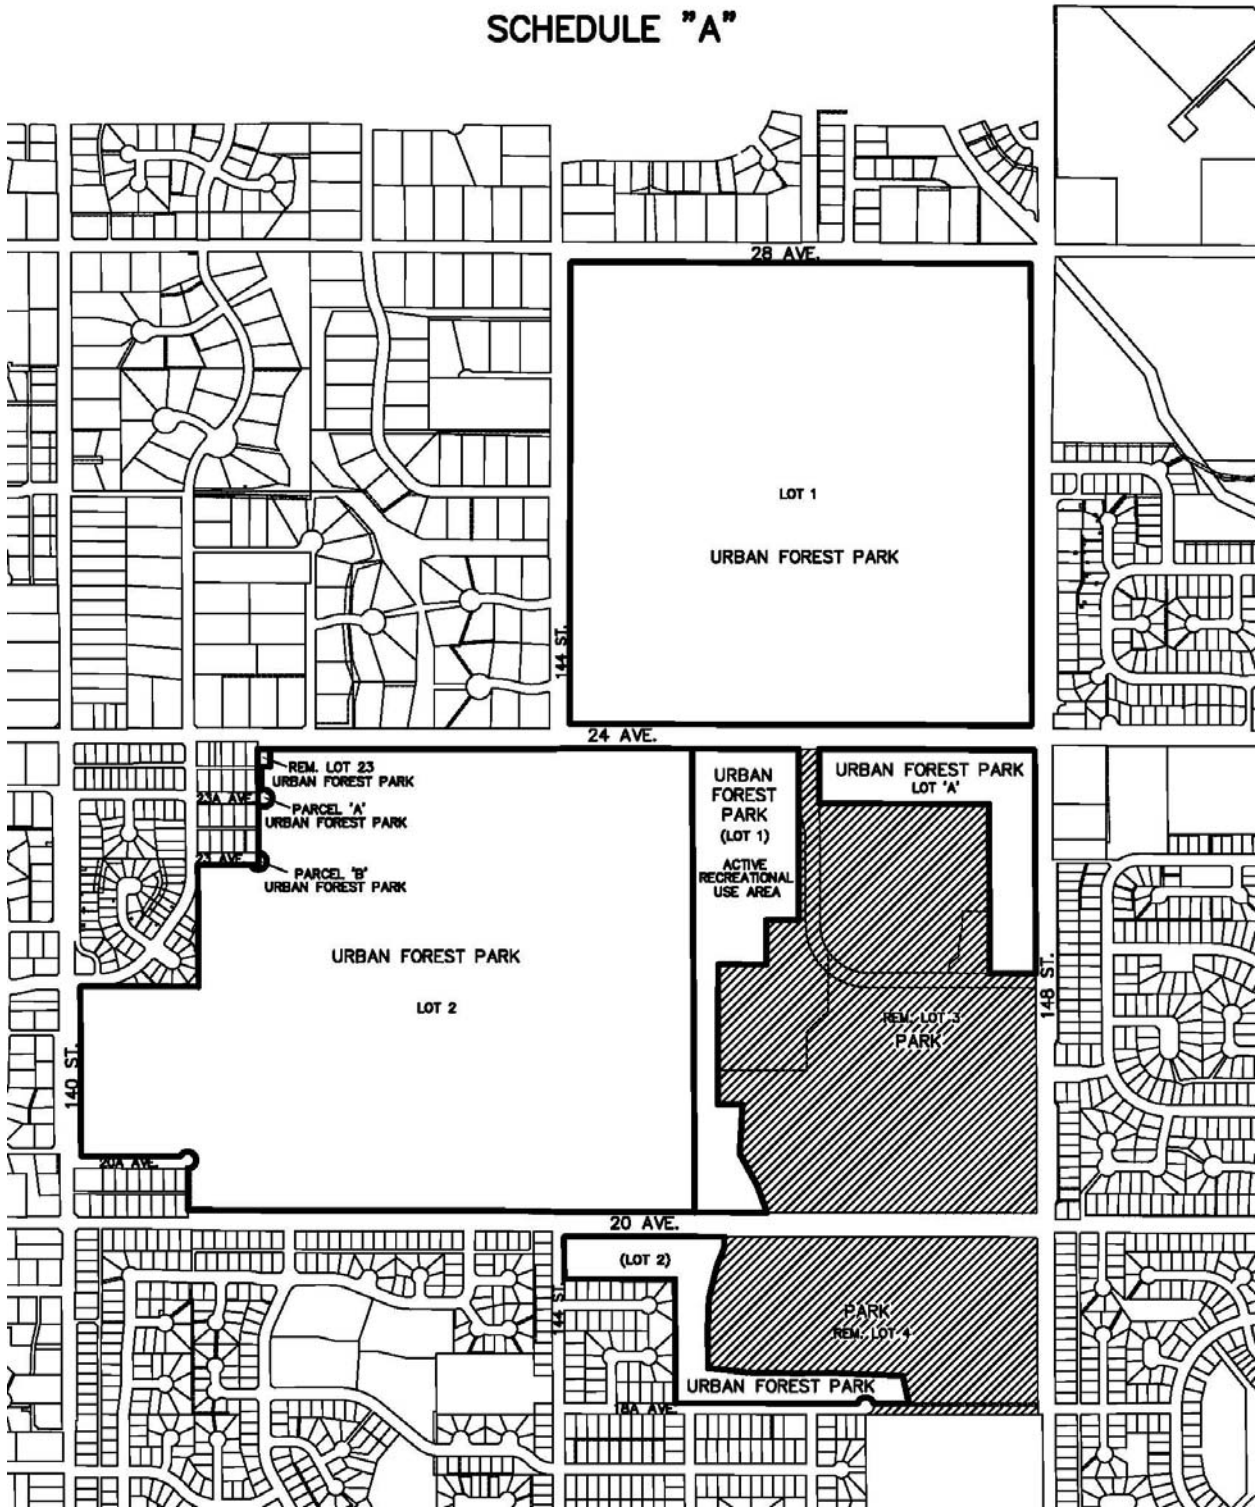 SCHEDULE "A"
28 AVE.
LOT 1
URBAN FOREST PARK
144 ST.
24 AVE.
REM. LOT 23
URBAN FOREST PARK
23A AVE.
PARCEL 'A'
URBAN FOREST PARK
23 AVE.
PARCEL 'B'
URBAN FOREST PARK
URBAN
FOREST
PARK
(LOT 1)
ACTIVE
RECREATIONAL
USE AREA
URBAN FOREST PARK
LOT 'A'
URBAN FOREST PARK
LOT 2
148 ST.
REM. LOT 3
PARK
140 ST.
20A AVE.
20 AVE.
(LOT 2)
144 ST.
PARK
REM. LOT 4
URBAN FOREST PARK
18A AVE.